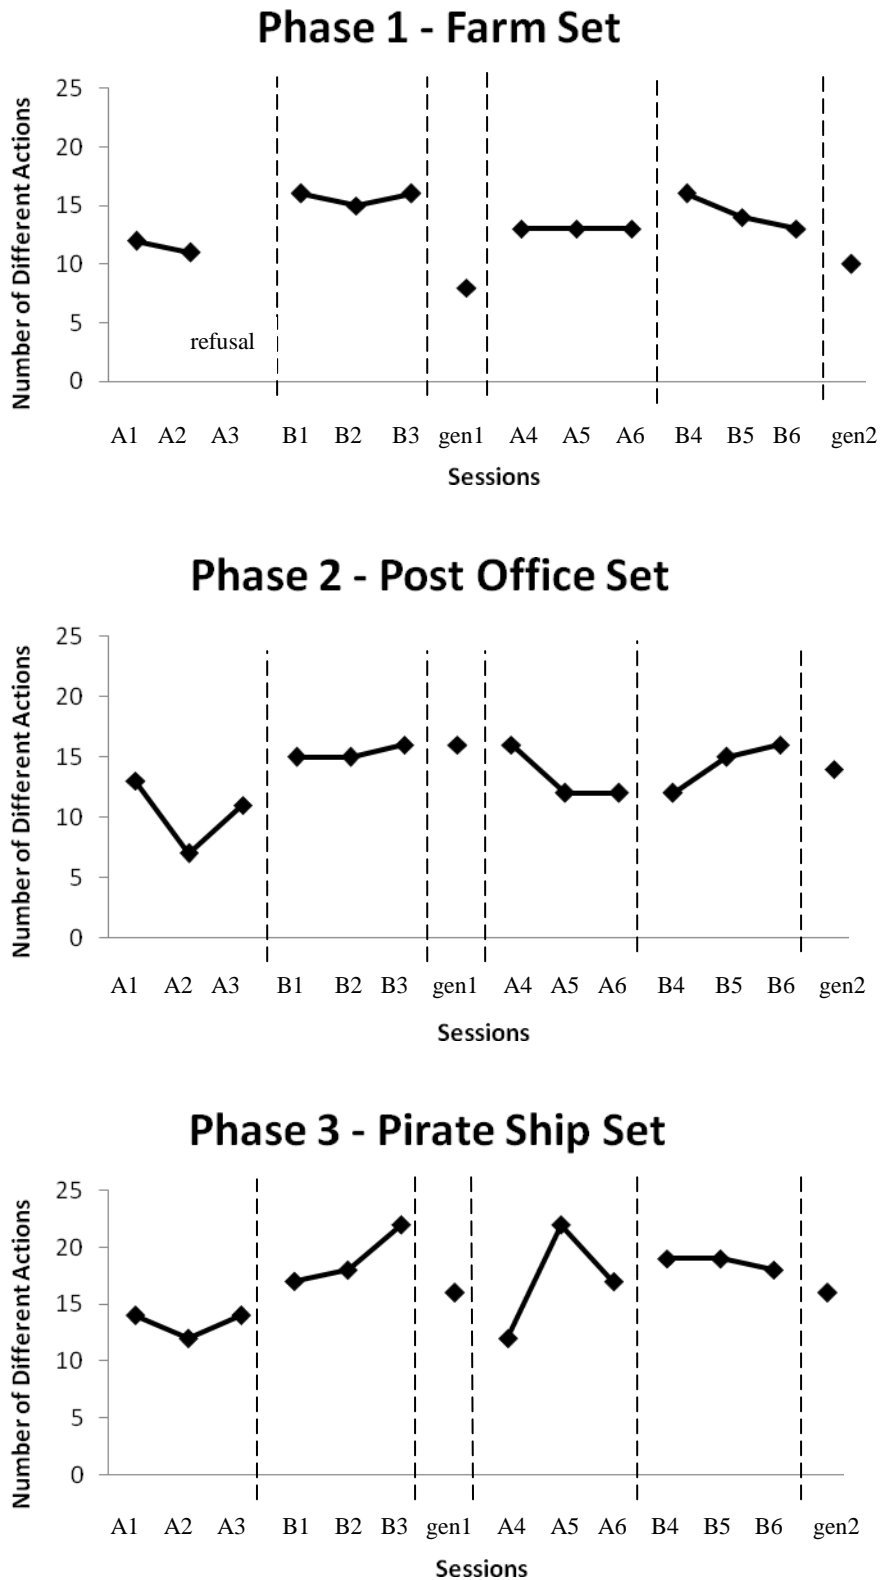 Phase 1 - Farm Set
Number of Different Actions
25
20
15
10
5
0
refusal
A1 A2 A3 B1 B2 B3 gen1 A4 A5 A6 B4 B5 B6 gen2
Sessions
Phase 2 - Post Office Set
Number of Different Actions
25
20
15
10
5
0
A1 A2 A3 B1 B2 B3 gen1 A4 A5 A6 B4 B5 B6 gen2
Sessions
Phase 3 - Pirate Ship Set
Number of Different Actions
25
20
15
10
5
0
A1 A2 A3 B1 B2 B3 gen1 A4 A5 A6 B4 B5 B6 gen2
Sessions